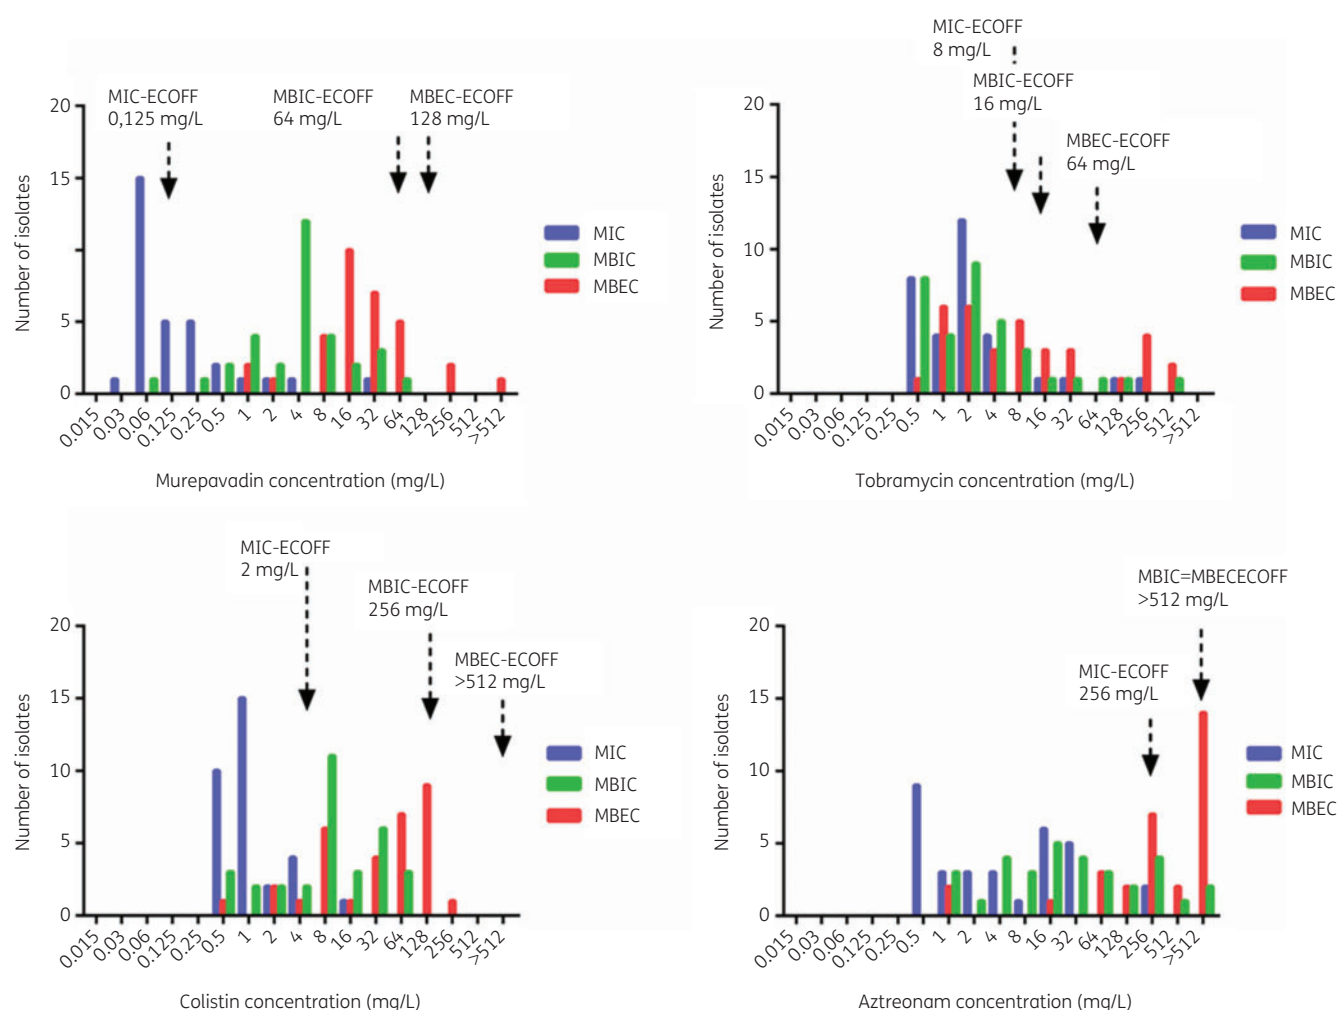 MIC-ECOFF
0,125 mg/L
MBIC-ECOFF
64 mg/L
MBEC-ECOFF
128 mg/L
Number of isolates
20
15
5
0
MIC
MBIC
MBEC
0.015
0.03
0.06
0.125
0.25
0.5
1
2
4
8
16
32
64
128
256
512
>512
Murepavadin concentration (mg/L)
MIC-ECOFF
8 mg/L
MBIC-ECOFF
16 mg/L
MBEC-ECOFF
64 mg/L
Number of isolates
20
15
10
5
0
MIC
MBIC
MBEC
0.015
0.03
0.06
0.125
0.25
0.5
1
2
4
8
16
32
64
128
256
512
>512
Tobramycin concentration (mg/L)
MIC-ECOFF
2 mg/L
MBIC-ECOFF
256 mg/L
MBEC-ECOFF
>512 mg/L
Number of isolates
20
15
10
5
0
MIC
MBIC
MBEC
0.015
0.03
0.06
0.125
0.25
0.5
1
2
4
8
16
32
64
128
256
512
>512
Colistin concentration (mg/L)
MBIC=MBECECOFF
>512 mg/L
MIC-ECOFF
256 mg/L
Number of isolates
20
15
10
5
0
MIC
MBIC
MBEC
0.015
0.03
0.06
0.125
0.25
0.5
1
2
4
8
16
32
64
128
256
512
>512
Aztreonam concentration (mg/L)